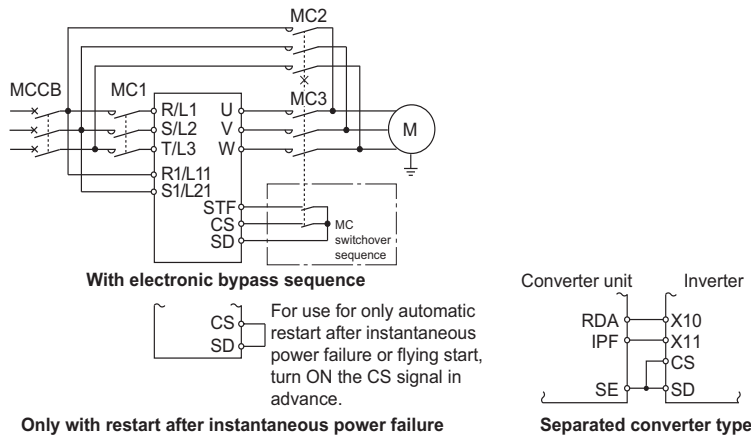 MC2
MCCB
MC1
MC3
R/L1
U
S/L2
V
M
T/L3
W
R1/L11
S1/L21
STF
CS
SD
MC
switchover
sequence
With electronic bypass sequence
CS
SD
For use for only automatic
restart after instantaneous
power failure or flying start,
turn ON the CS signal in
advance.
Only with restart after instantaneous power failure
Converter unit
Inverter
RDA
X10
IPF
X11
CS
SE
SD
Separated converter type